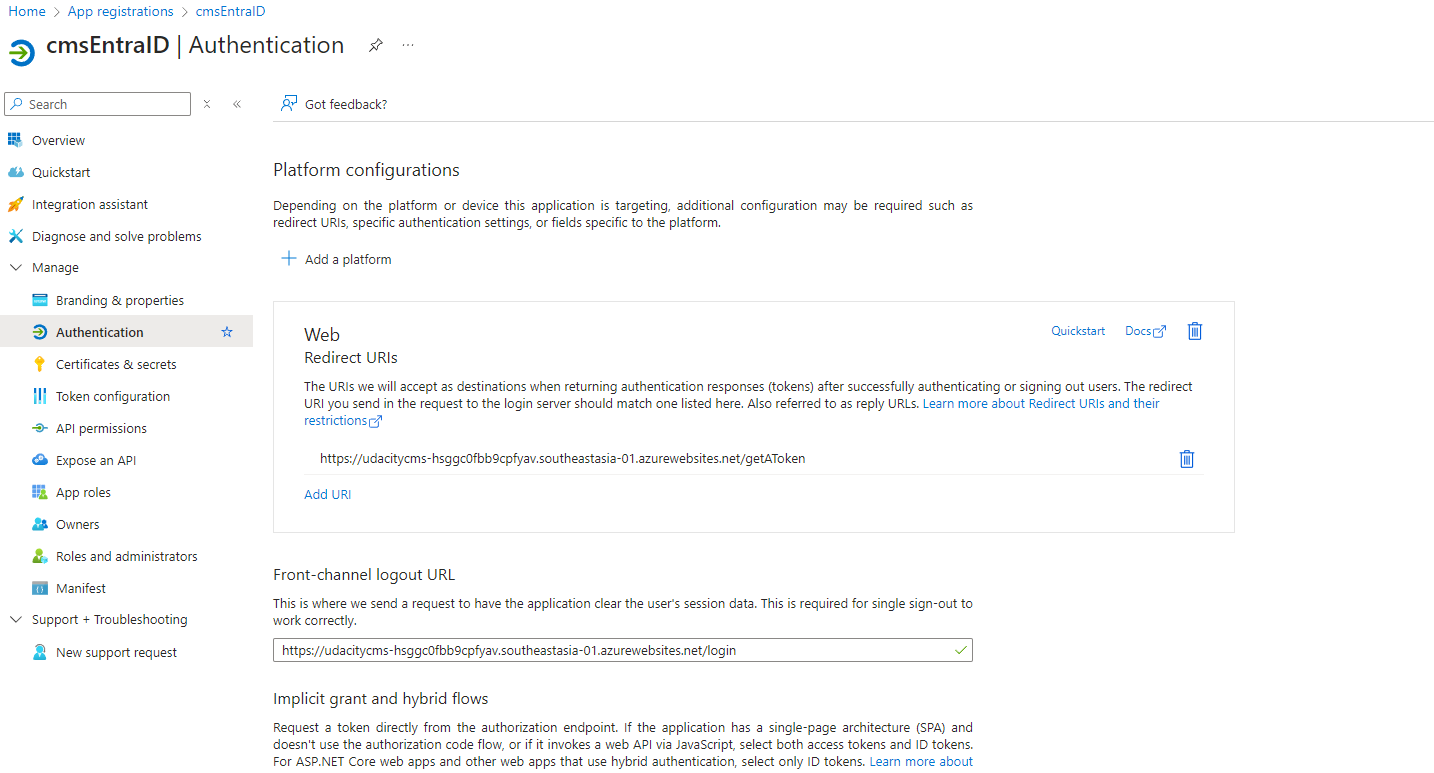 Home > App registrations > cmsEntraID
cmsEntraID | Authentication
Search
Overview
Quickstart
Integration assistant
Diagnose and solve problems
Manage
Branding & properties
Authentication
Certificates & secrets
Token configuration
API permissions
Expose an API
App roles
Owners
Roles and administrators
Manifest
Support + Troubleshooting
New support request
Got feedback?
Platform configurations
Depending on the platform or device this application is targeting, additional configuration may be required such as
redirect URIs, specific authentication settings, or fields specific to the platform.
Add a platform
Web
Quickstart
Docs
Redirect URIs
The URIs we will accept as destinations when returning authentication responses (tokens) after successfully authenticating or signing out users. The redirect
URI you send in the request to the login server should match one listed here. Also referred to as reply URLs. Learn more about Redirect URIs and their
restrictions
https://udacitycms-hsggc0fbb9cpfyav.southeastasia-01.azurewebsites.net/getAToken
Add URI
Front-channel logout URL
This is where we send a request to have the application clear the user's session data. This is required for single sign-out to
work correctly.
https://udacitycms-hsggc0fbb9cpfyav.southeastasia-01.azurewebsites.net/login
Implicit grant and hybrid flows
Request a token directly from the authorization endpoint. If the application has a single-page architecture (SPA) and
doesn't use the authorization code flow, or if it invokes a web API via JavaScript, select both access tokens and ID tokens.
For ASP.NET Core web apps and other web apps that use hybrid authentication, select only ID tokens. Learn more about